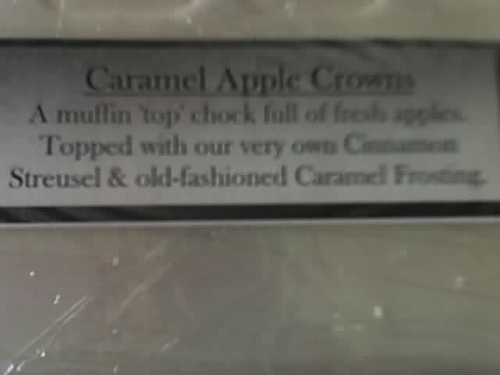 Caramel Apple Crowns
A muffin 'top' chock full of fresh apples.
Topped with our very own Cinnamon
Streusel & old-fashioned Caramel Frosting.